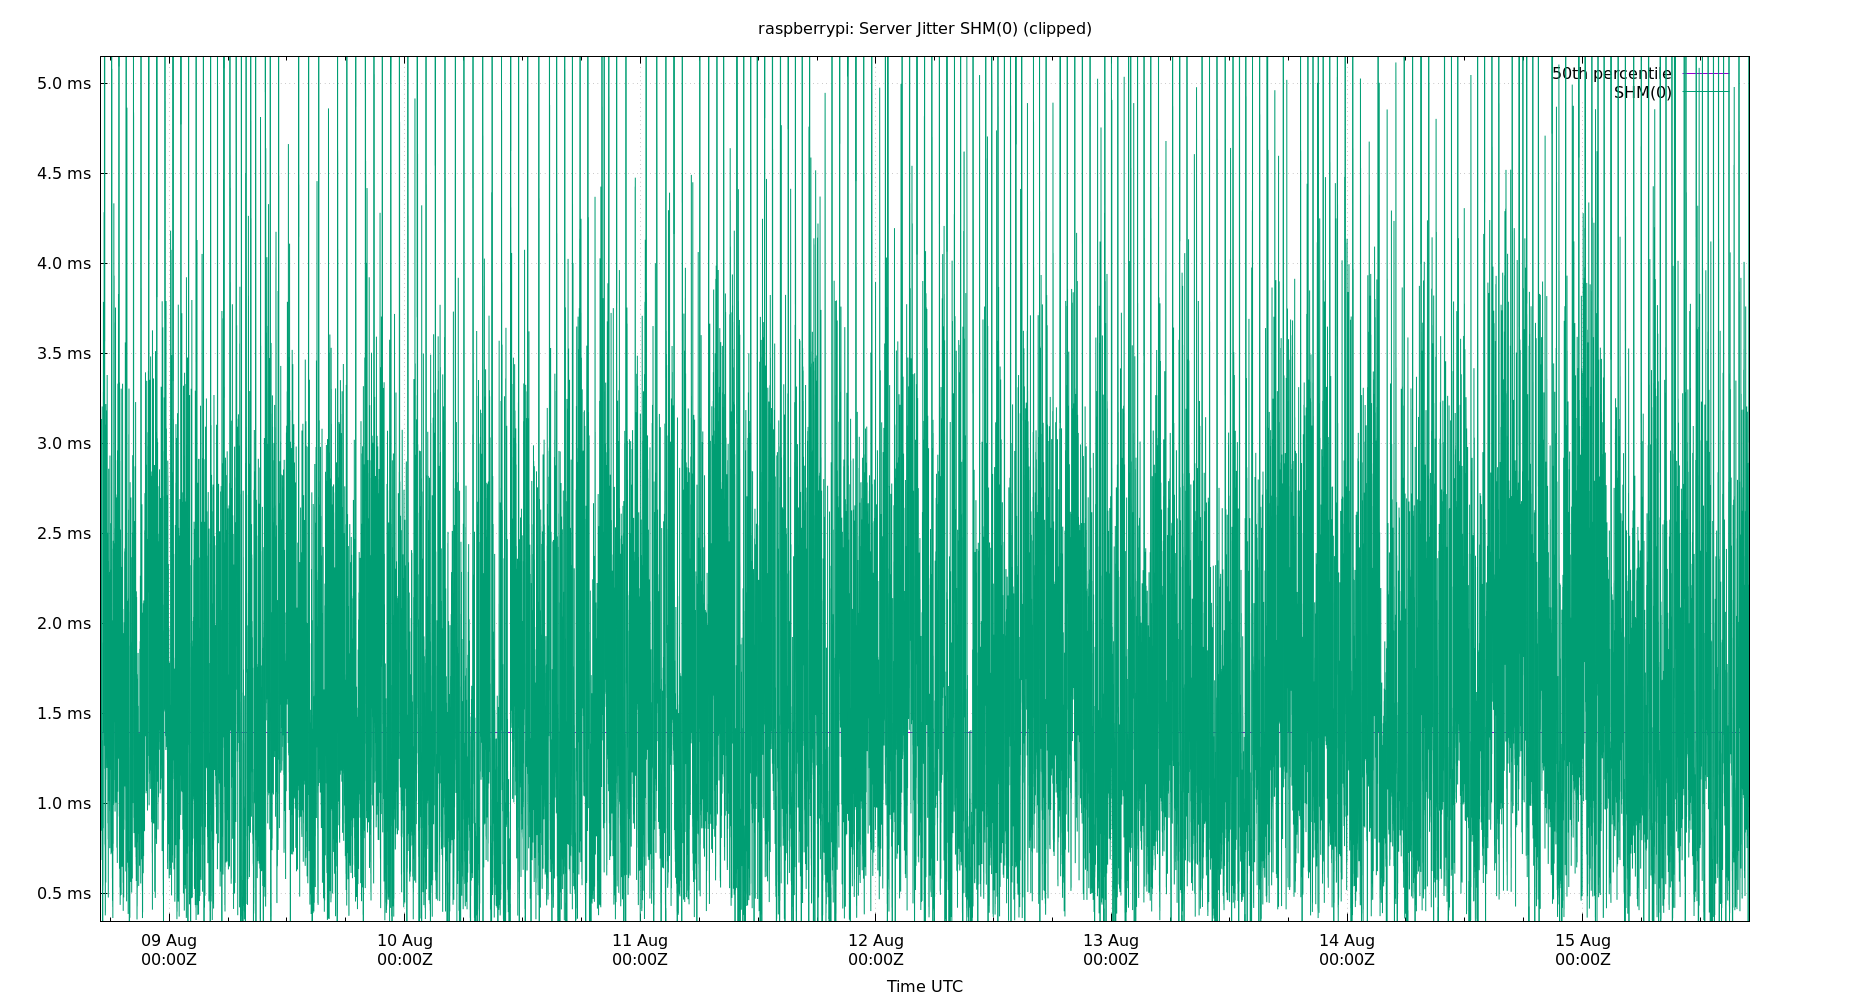 raspberrypi: Server Jitter SHM(0) (clipped)
50th percentile
SHM(0)
5.0 ms
4.5 ms
4.0 ms
3.5 ms
3.0 ms
2.5 ms
2.0 ms
1.5 ms
1.0 ms
0.5 ms
09 Aug 10 Aug 11 Aug 12 Aug 13 Aug 14 Aug 15 Aug
00:00Z 00:00Z 00:00Z 00:00Z 00:00Z 00:00Z 00:00Z
Time UTC